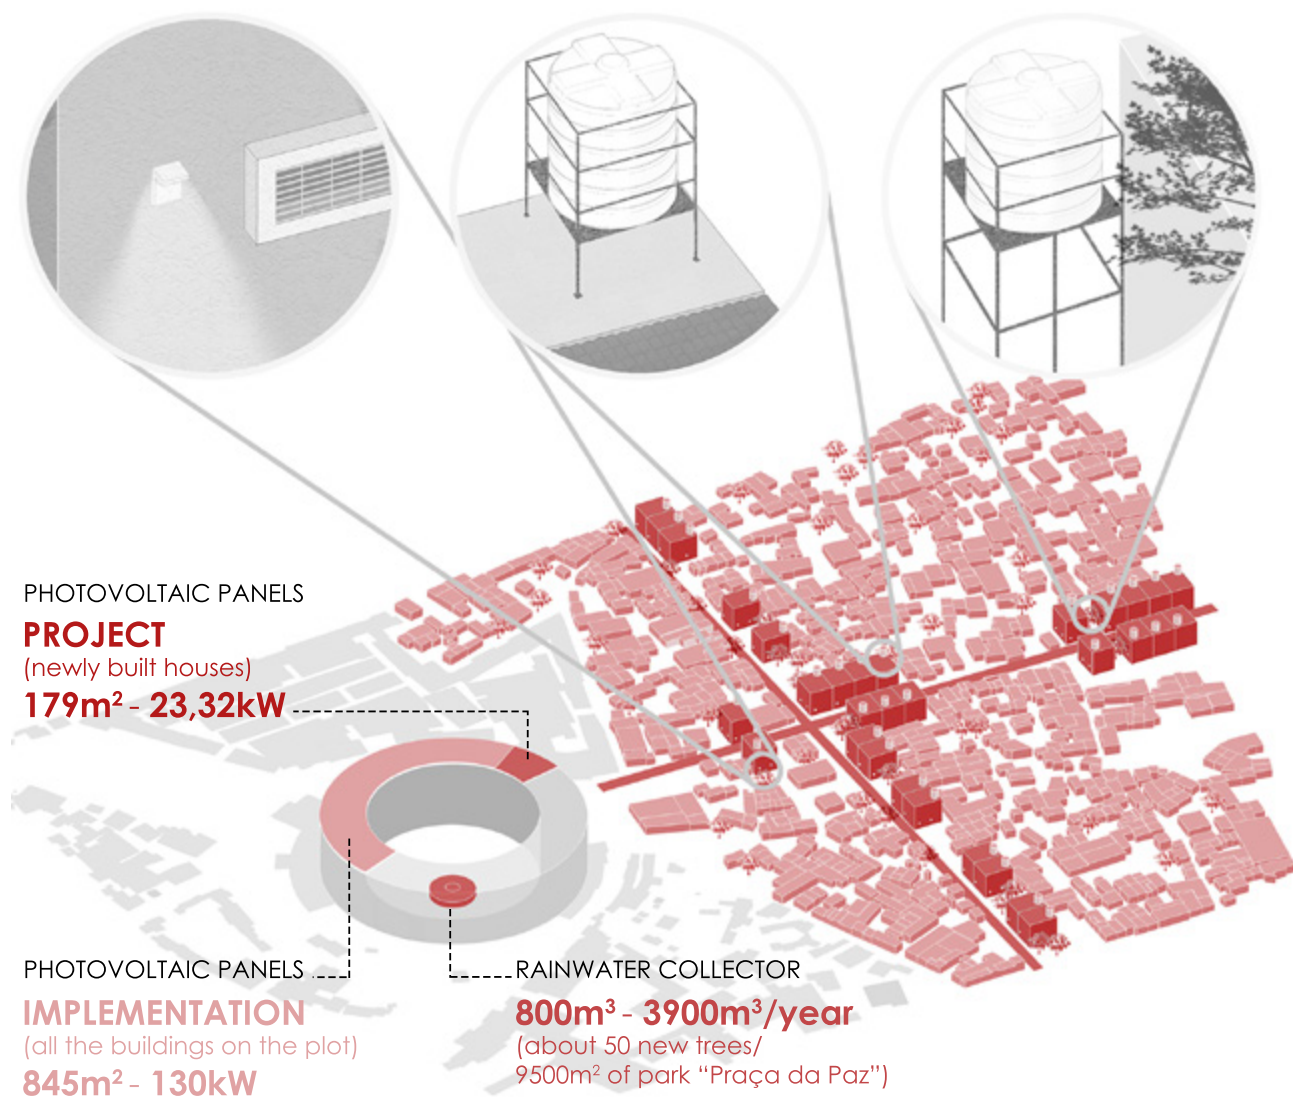 PHOTOVOLTAIC PANELS
PROJECT
(newly built houses)
179m² - 23,32kW
PHOTOVOLTAIC PANELS
IMPLEMENTATION
(all the buildings on the plot)
845m² - 130kW
RAINWATER COLLECTOR
800m³ - 3900m³/year
(about 50 new trees/
9500m² of park “Praça da Paz”)